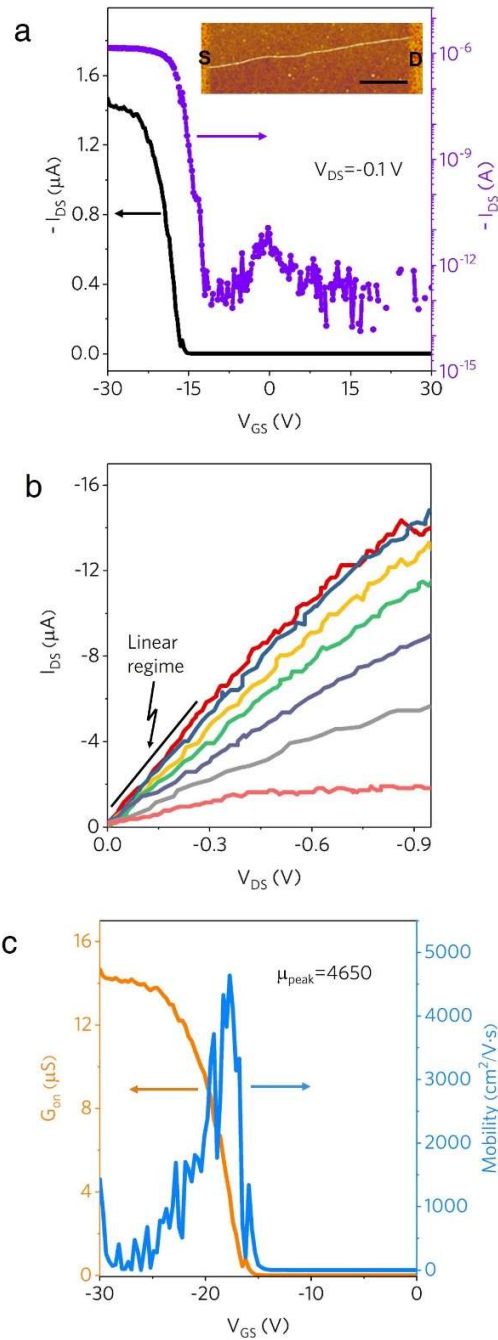 a
S
D
V_DS=-0.1 V
- I_DS (μA)
1.6
1.2
0.8
0.4
0.0
- I_DS (A)
10^-6
10^-9
10^-12
10^-15
-30
-15
0
15
30
V_GS (V)
b
I_DS (μA)
-16
-12
-8
-4
0
Linear
regime
0.0
-0.3
-0.6
-0.9
V_DS (V)
c
μ_peak=4650
G_on (μS)
16
12
8
4
0
Mobility (cm²/V·s)
5000
4000
3000
2000
1000
0
-30
-20
-10
0
V_GS (V)